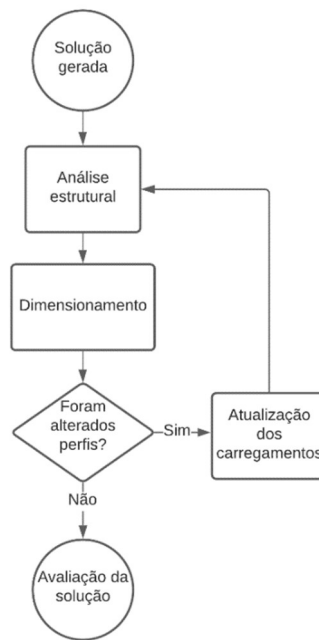 Solução
gerada
Análise
estrutural
Dimensionamento
Foram
alterados
perfis?
Sim
Atualização
dos
carregamentos
Não
Avaliação da
solução